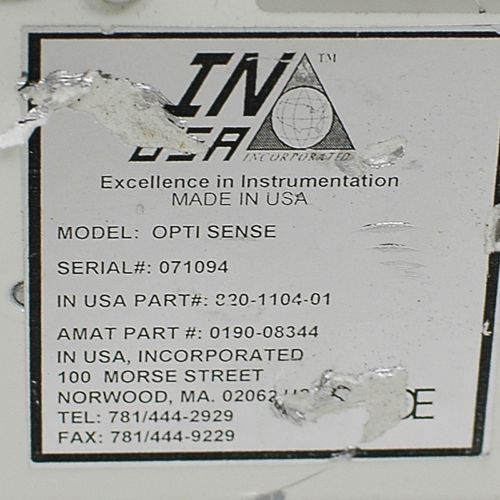 IN
USA
TM
INCORPORATED
Excellence in Instrumentation
MADE IN USA
MODEL: OPTI SENSE
SERIAL#: 071094
IN USA PART#: 820-1104-01
AMAT PART #: 0190-08344
IN USA, INCORPORATED
100 MORSE STREET
NORWOOD, MA. 02062
TEL: 781/444-2929
FAX: 781/444-9229